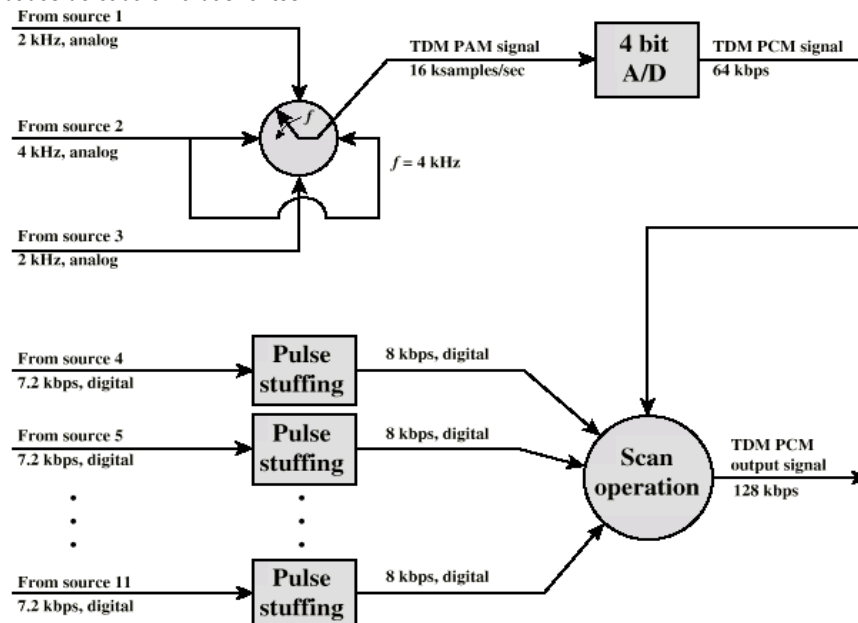 From source 1
2 kHz, analog
TDM PAM signal
16 ksamples/sec
4 bit
A/D
TDM PCM signal
64 kbps
f
From source 2
4 kHz, analog
f = 4 kHz
From source 3
2 kHz, analog
From source 4
7.2 kbps, digital
Pulse
stuffing
8 kbps, digital
From source 5
7.2 kbps, digital
Pulse
stuffing
8 kbps, digital
Scan
operation
TDM PCM
output signal
128 kbps
From source 11
7.2 kbps, digital
Pulse
stuffing
8 kbps, digital